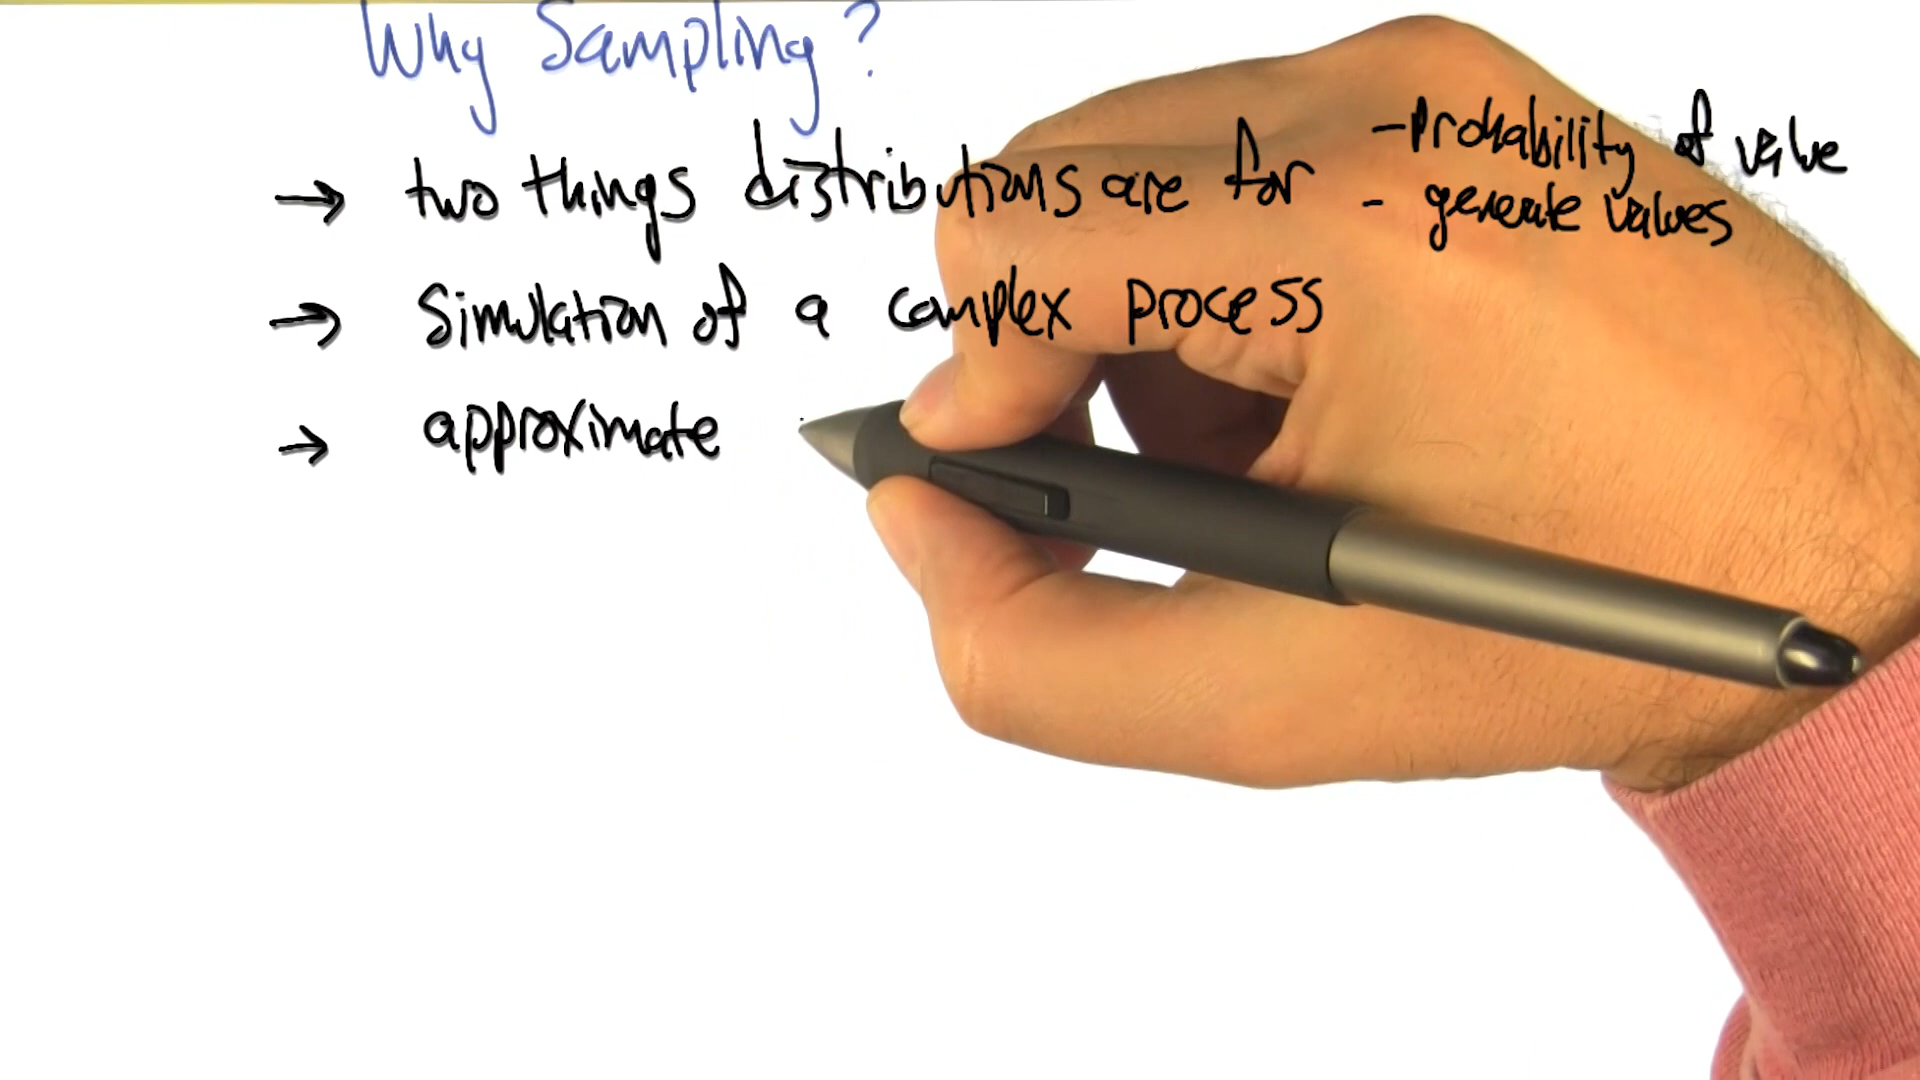 Why Sampling?
→ two things distributions are for
- probability of value
- generate values
→ simulation of a complex process
→ approximate